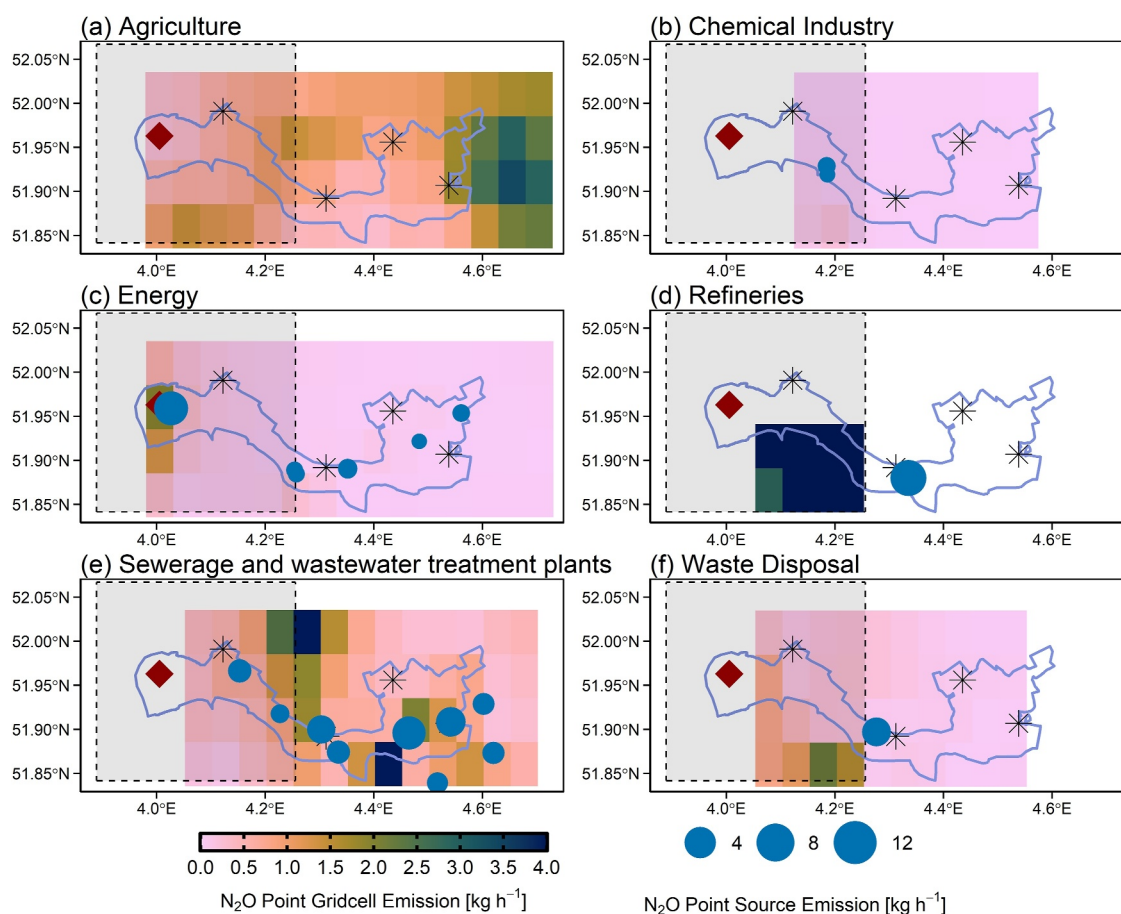 (a) Agriculture
(b) Chemical Industry
52.05°N
52.00°N
51.95°N
51.90°N
51.85°N
4.0°E 4.2°E 4.4°E 4.6°E
52.05°N
52.00°N
51.95°N
51.90°N
51.85°N
4.0°E 4.2°E 4.4°E 4.6°E
(c) Energy
(d) Refineries
52.05°N
52.00°N
51.95°N
51.90°N
51.85°N
4.0°E 4.2°E 4.4°E 4.6°E
52.05°N
52.00°N
51.95°N
51.90°N
51.85°N
4.0°E 4.2°E 4.4°E 4.6°E
(e) Sewerage and wastewater treatment plants
(f) Waste Disposal
52.05°N
52.00°N
51.95°N
51.90°N
51.85°N
4.0°E 4.2°E 4.4°E 4.6°E
52.05°N
52.00°N
51.95°N
51.90°N
51.85°N
4.0°E 4.2°E 4.4°E 4.6°E
0.0 0.5 1.0 1.5 2.0 2.5 3.0 3.5 4.0
N₂O Point Gridcell Emission [kg h⁻¹]
4 8 12
N₂O Point Source Emission [kg h⁻¹]